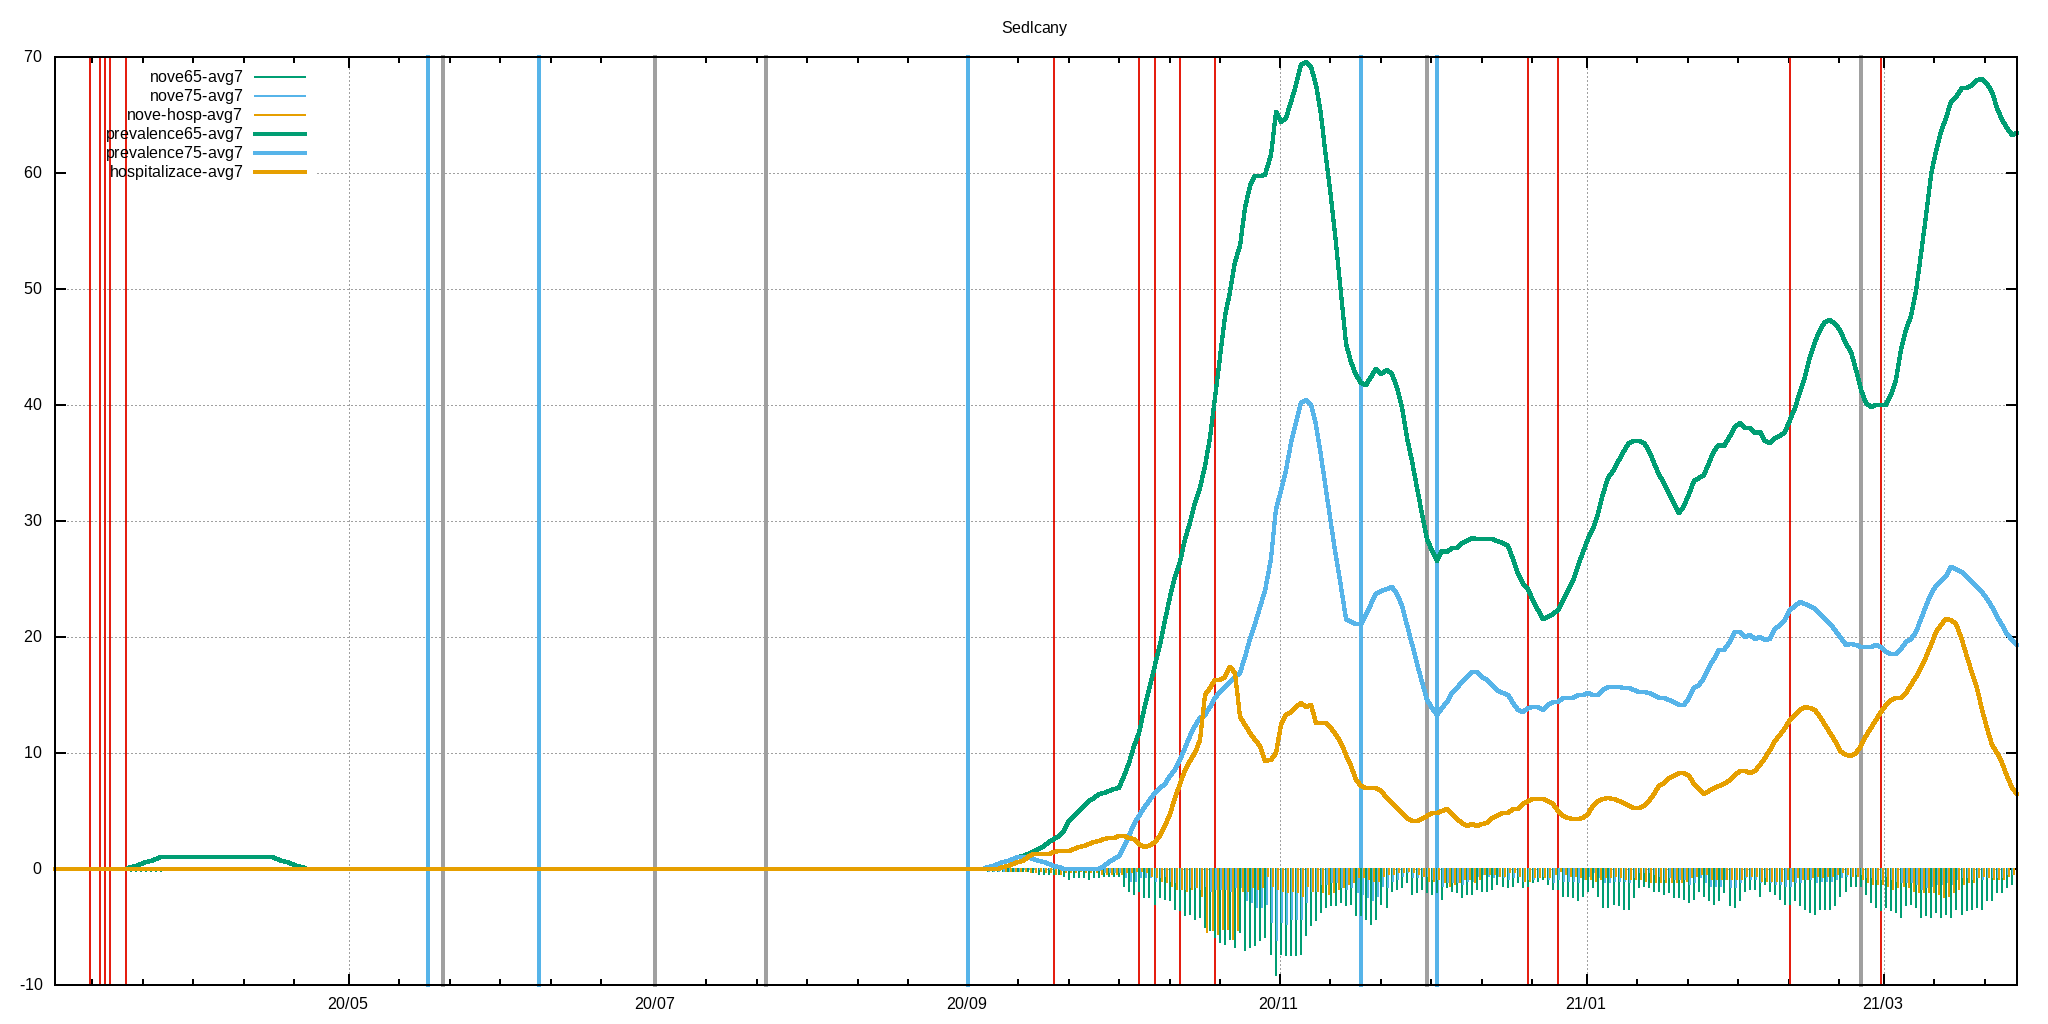 Sedlcany
70
60
50
40
30
20
10
0
-10
nove65-avg7
nove75-avg7
nove-hosp-avg7
prevalence65-avg7
prevalence75-avg7
hospitalizace-avg7
20/05
20/07
20/09
20/11
21/01
21/03